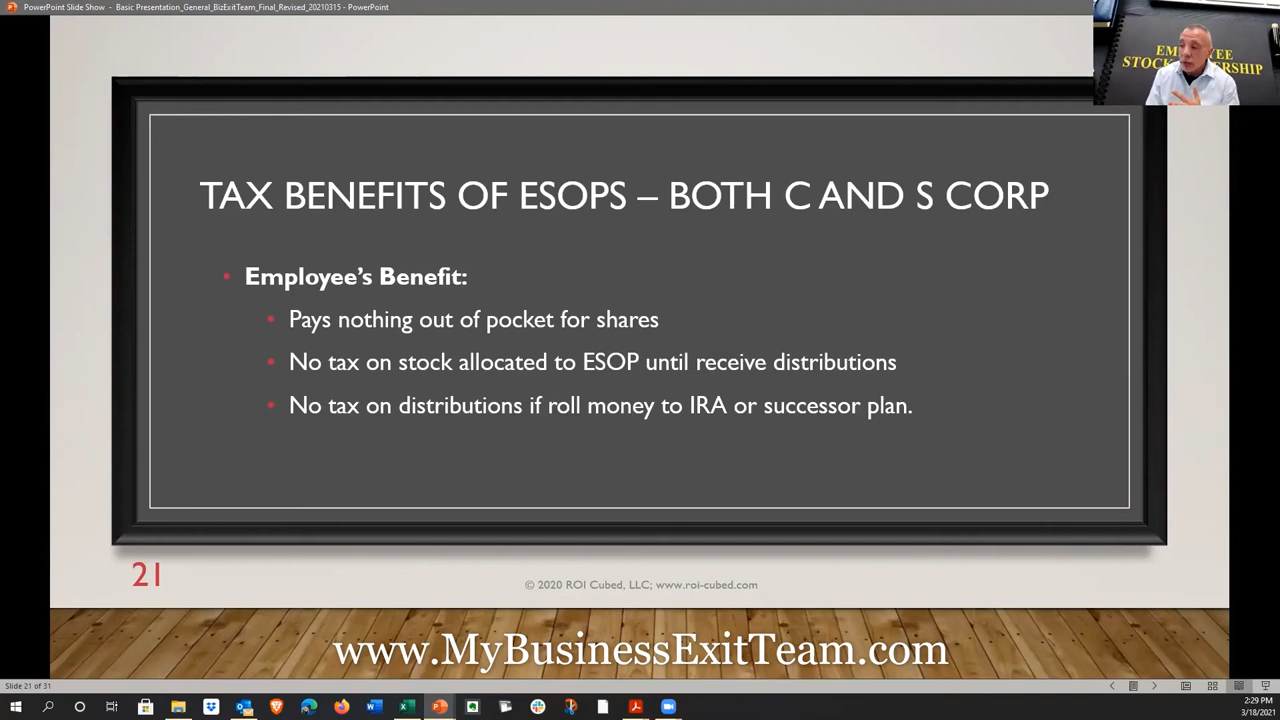 PowerPoint Slide Show - Basic Presentation_General_BizExitTeam_Final_Revised_20210315 - PowerPoint
EMPLOYEE
STOCK
TAX BENEFITS OF ESOPS – BOTH C AND S CORP
• Employee's Benefit:
• Pays nothing out of pocket for shares
• No tax on stock allocated to ESOP until receive distributions
• No tax on distributions if roll money to IRA or successor plan.
21
© 2020 ROI Cubed, LLC; www.roi-cubed.com
www.MyBusinessExitTeam.com
Slide 21 of 31
2:29 PM
3/18/2021